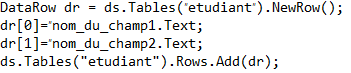 DataRow dr = ds.Tables("etudiant").NewRow();
dr[0]="nom_du_champ1.Text;
dr[1]="nom_du_champ2.Text;
ds.Tables("etudiant").Rows.Add(dr);